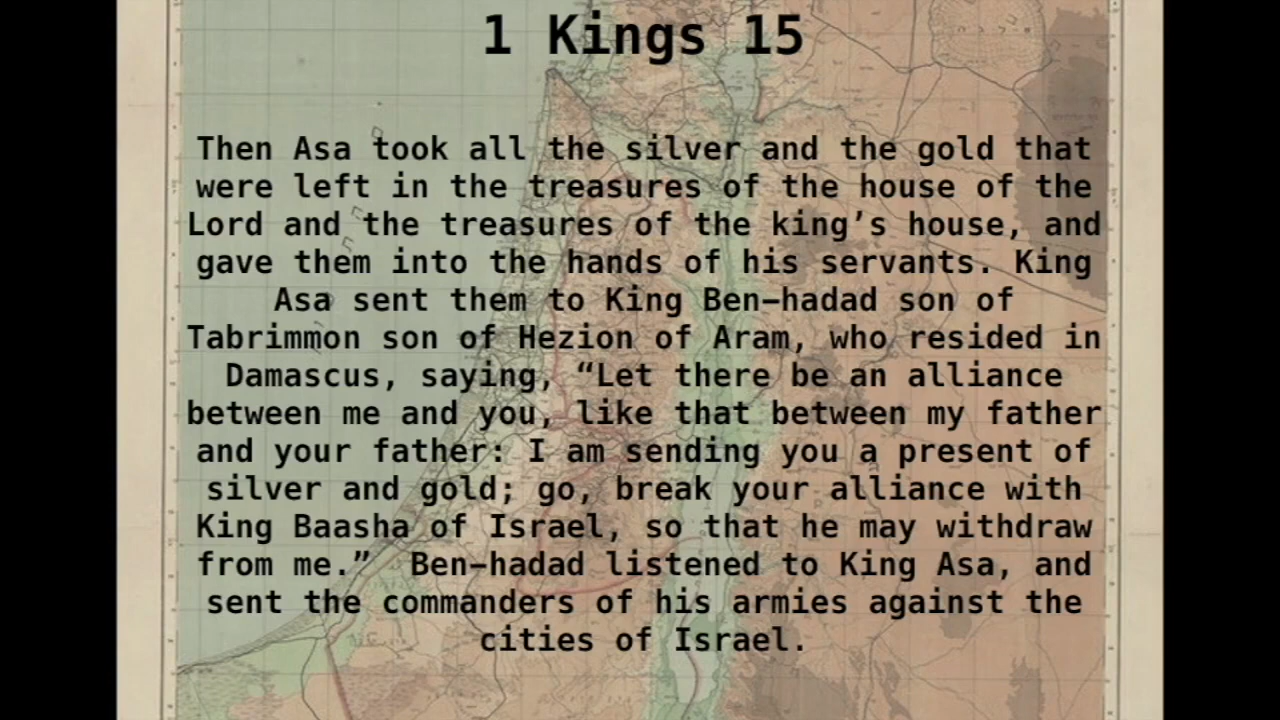 1 Kings 15
Then Asa took all the silver and the gold that
were left in the treasures of the house of the
Lord and the treasures of the king’s house, and
gave them into the hands of his servants. King
Asa sent them to King Ben–hadad son of
Tabrimmon son of Hezion of Aram, who resided in
Damascus, saying, “Let there be an alliance
between me and you, like that between my father
and your father: I am sending you a present of
silver and gold; go, break your alliance with
King Baasha of Israel, so that he may withdraw
from me.”  Ben–hadad listened to King Asa, and
sent the commanders of his armies against the
cities of Israel.